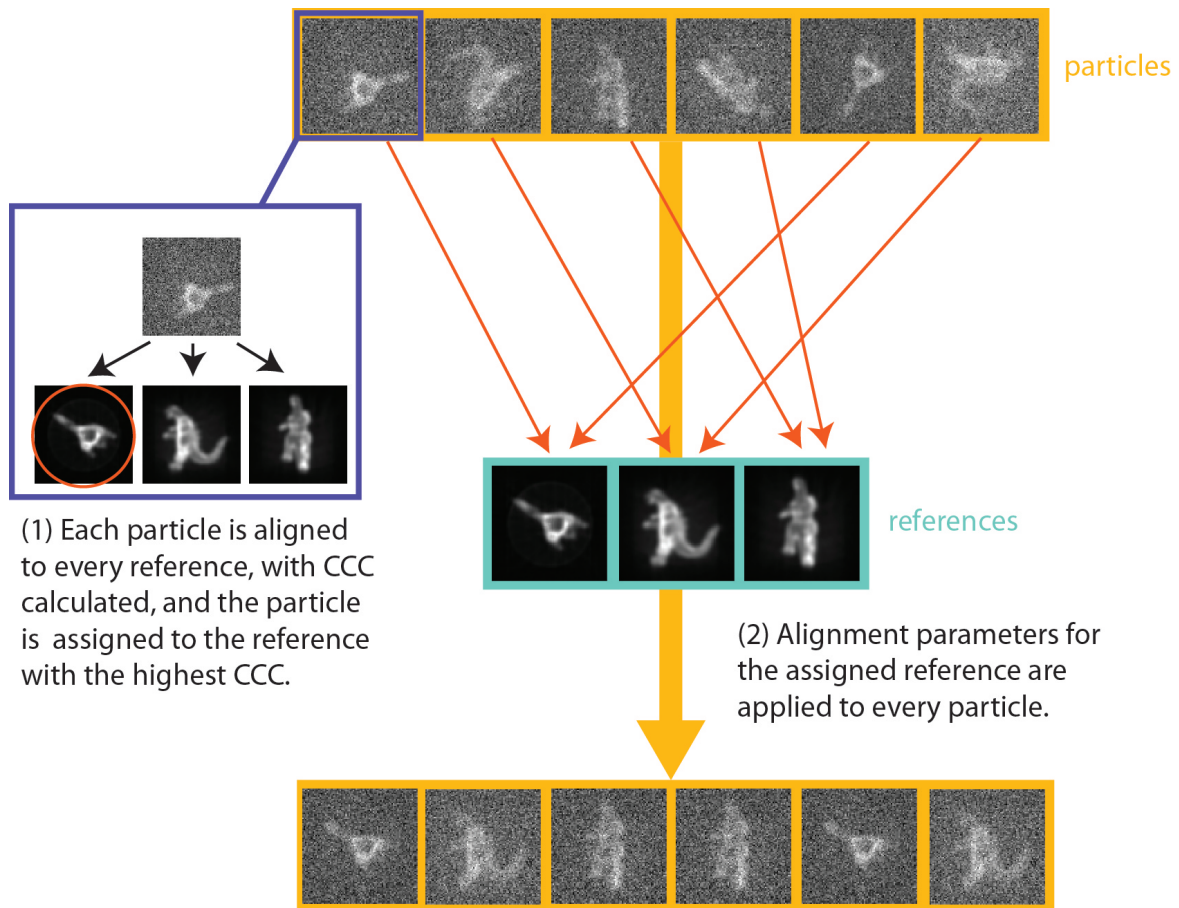 particles
(1) Each particle is aligned
to every reference, with CCC
calculated, and the particle
is  assigned to the reference
with the highest CCC.
references
(2) Alignment parameters for
the assigned reference are
applied to every particle.